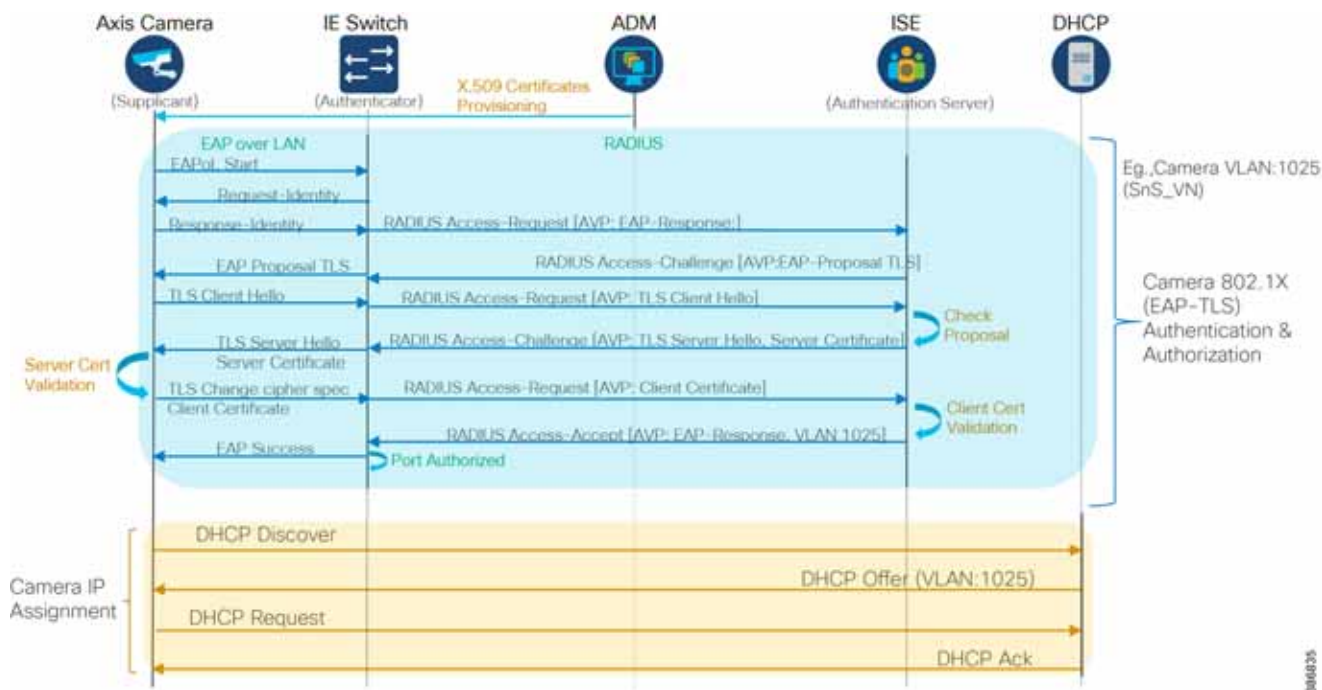 Axis Camera
IE Switch
ADM
ISE
DHCP
(Supplicant)
(Authenticator)
X.509 Certificates
Provisioning
(Authentication Server)
EAP over LAN
RADIUS
EAPoL Start
Request-Identity
Response-Identity
RADIUS Access-Request [AVP: EAP-Response:]
EAP Proposal TLS
RADIUS Access-Challenge [AVP:EAP-Proposal TLS]
TLS Client Hello
RADIUS Access-Request [AVP: TLS Client Hello]
Check
Proposal
TLS Server Hello
Server Certificate
RADIUS Access-Challenge [AVP: TLS Server Hello, Server Certificate]
Server Cert
Validation
TLS Change cipher spec
Client Certificate
RADIUS Access-Request [AVP: Client Certificate]
Client Cert
Validation
RADIUS Access-Accept [AVP: EAP-Response, VLAN 1025]
EAP Success
Port Authorized
Eg.,Camera VLAN:1025
(SnS_VN)
Camera 802.1X
(EAP-TLS)
Authentication &
Authorization
Camera IP
Assignment
DHCP Discover
DHCP Offer (VLAN:1025)
DHCP Request
DHCP Ack
386835